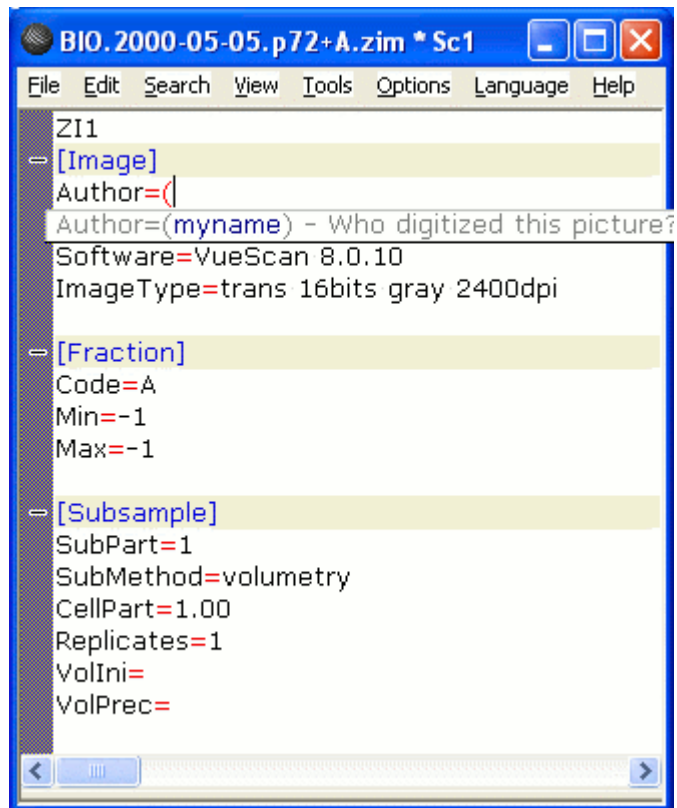 BIO.2000-05-05.p72+A.zim * Sc1
File Edit Search View Tools Options Language Help
ZI1
[Image]
Author=(
Author=(myname) - Who digitized this picture?
Software=VueScan 8.0.10
ImageType=trans 16bits gray 2400dpi
[Fraction]
Code=A
Min=-1
Max=-1
[Subsample]
SubPart=1
SubMethod=volumetry
CellPart=1.00
Replicates=1
VolIni=
VolPrec=